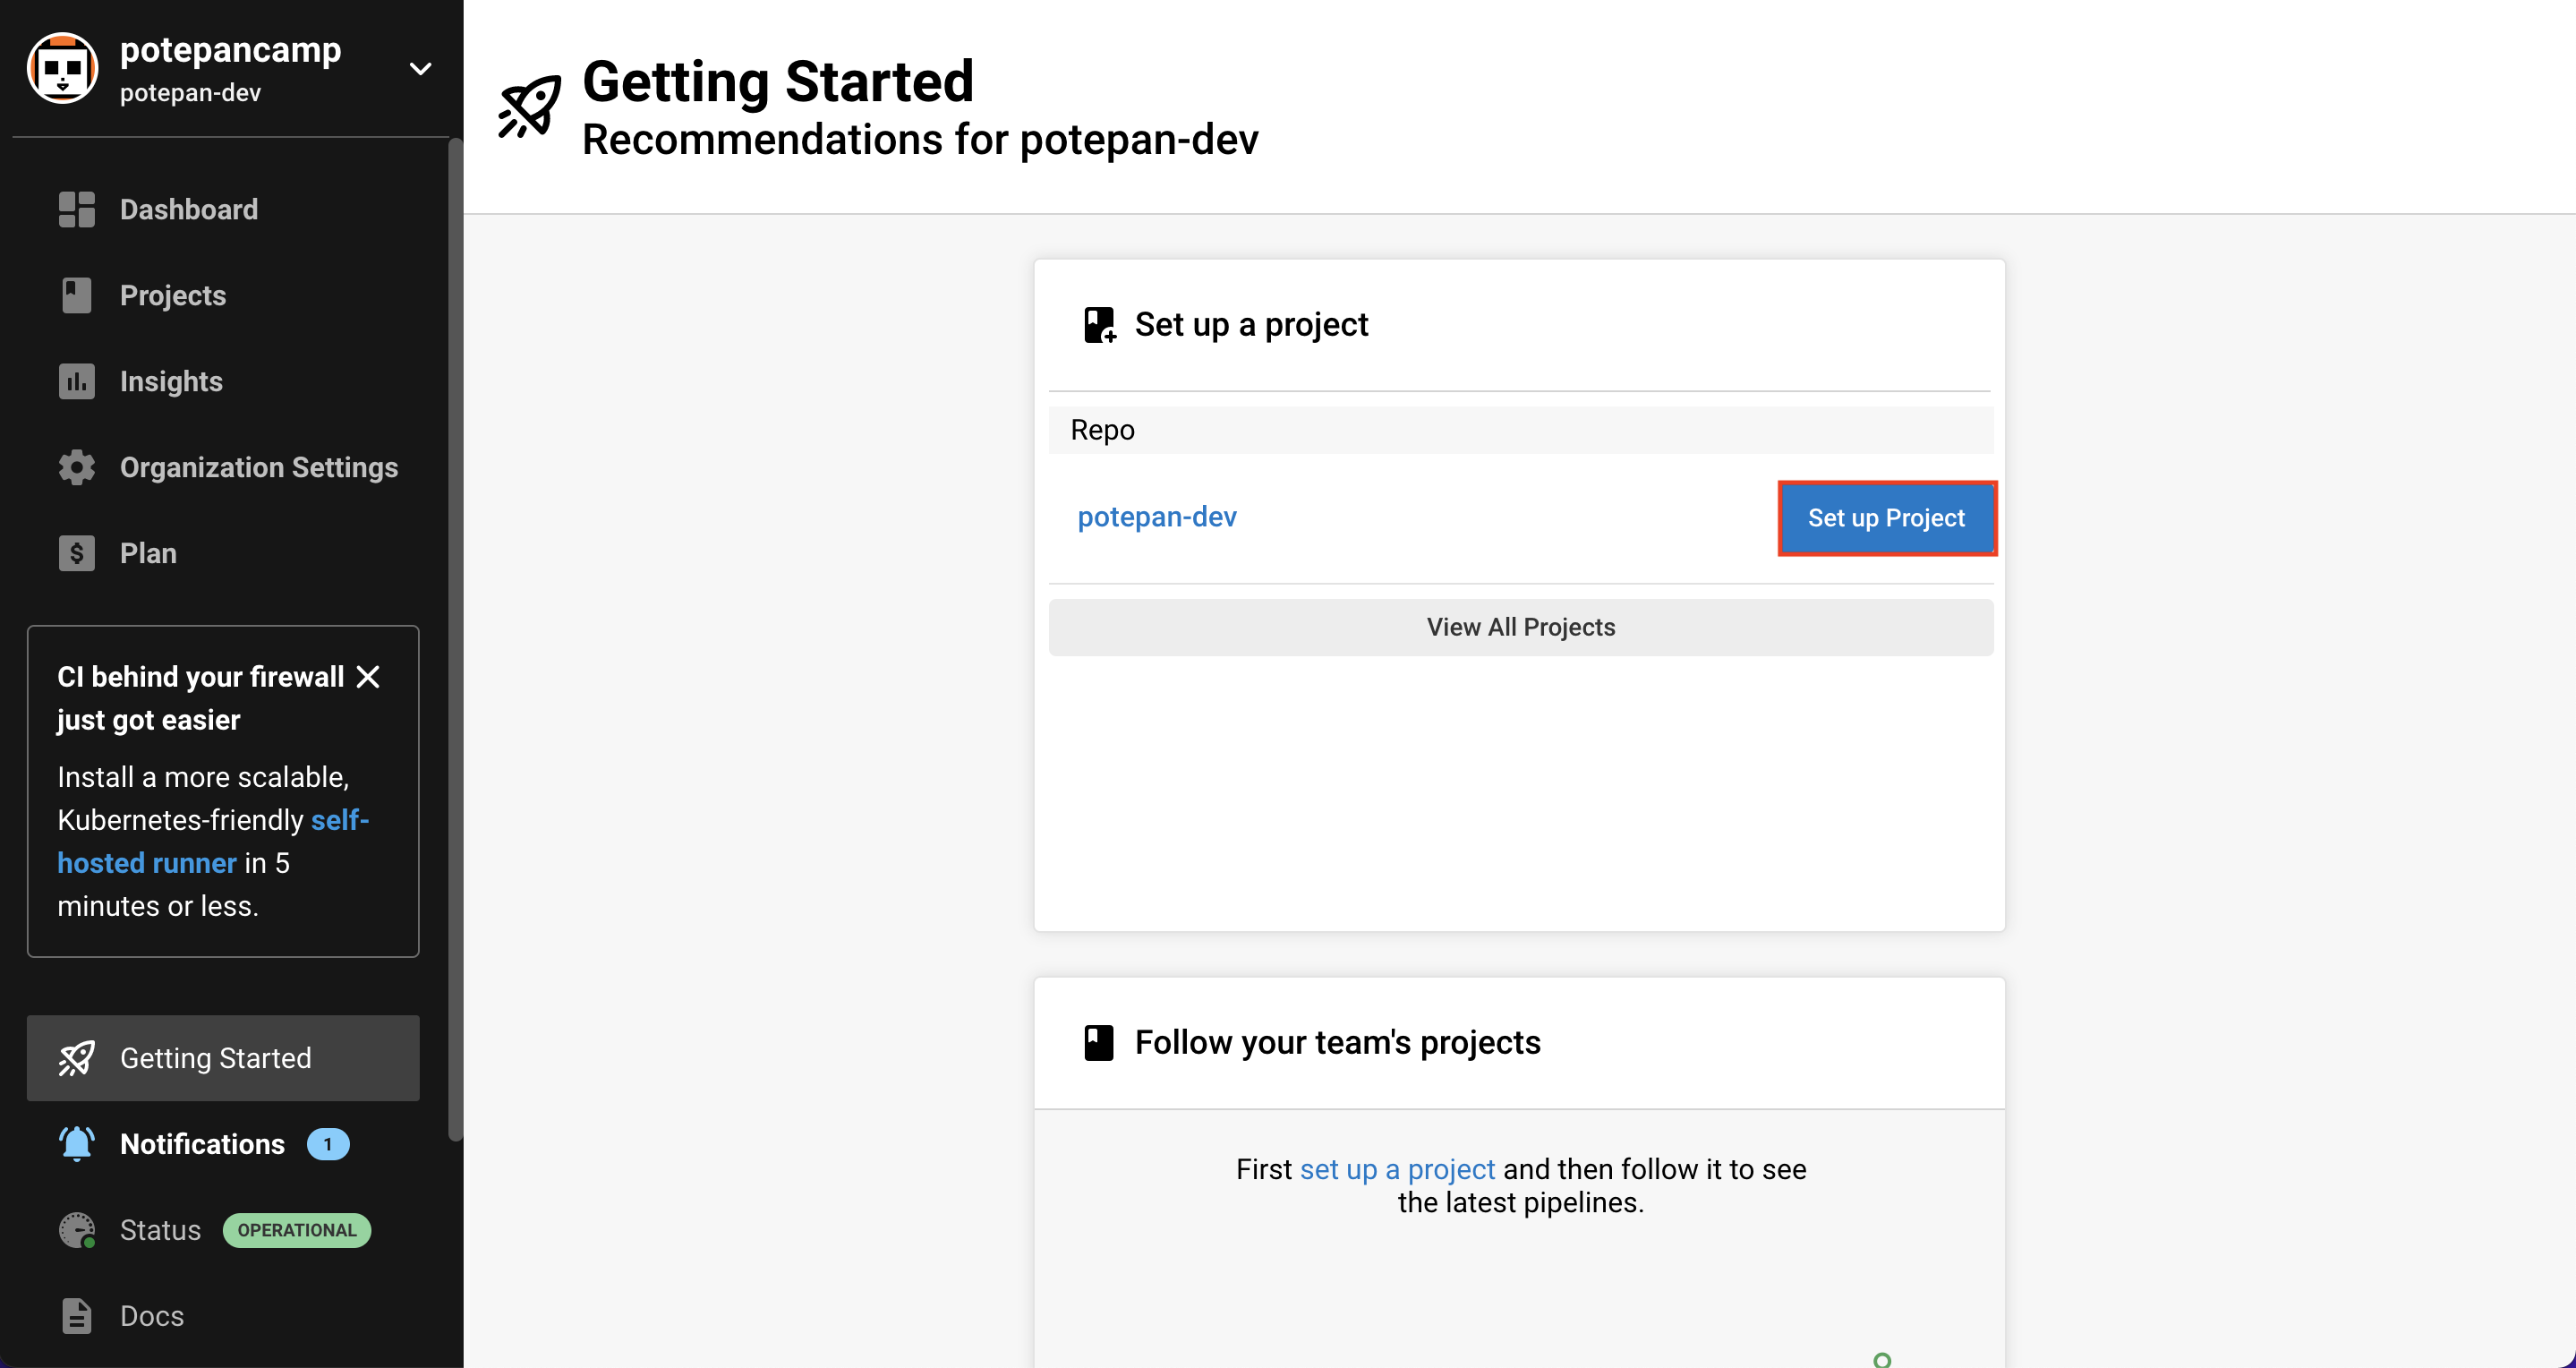 potepancamp
potepan-dev
Dashboard
Projects
Insights
Organization Settings
Plan
CI behind your firewall
just got easier
Install a more scalable,
Kubernetes-friendly self-
hosted runner in 5
minutes or less.
Getting Started
Notifications 1
Status OPERATIONAL
Docs
Getting Started
Recommendations for potepan-dev
Set up a project
Repo
potepan-dev Set up Project
View All Projects
Follow your team's projects
First set up a project and then follow it to see
the latest pipelines.